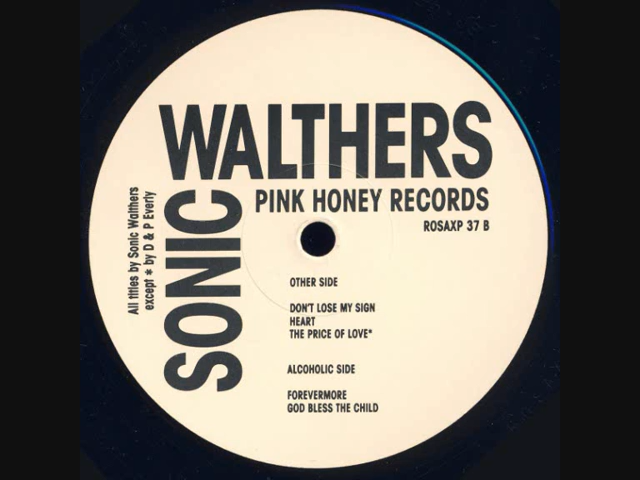 SONIC
WALTHERS
PINK HONEY RECORDS
ROSAXP 37 B
All titles by Sonic Walthers
except * by D & P Everly
OTHER SIDE
DON'T LOSE MY SIGN
HEART
THE PRICE OF LOVE*
ALCOHOLIC SIDE
FOREVERMORE
GOD BLESS THE CHILD